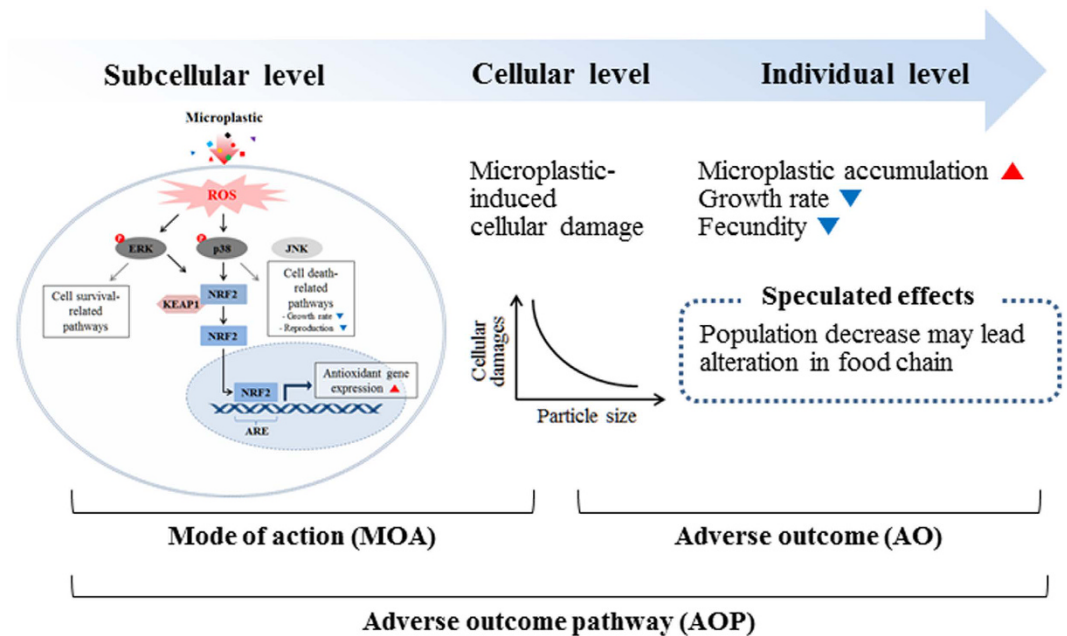 Subcellular level
Cellular level
Individual level
Microplastic
ROS
P
ERK
P
p38
JNK
Cell survival-
related
pathways
KEAP1
NRF2
Cell death-
related
pathways
- Growth rate ▼
- Reproduction ▼
NRF2
NRF2
Antioxidant gene
expression ▲
ARE
Microplastic-
induced
cellular damage
Cellular
damages
Particle size
Microplastic accumulation ▲
Growth rate ▼
Fecundity ▼
Speculated effects
Population decrease may lead
alteration in food chain
Mode of action (MOA)
Adverse outcome (AO)
Adverse outcome pathway (AOP)